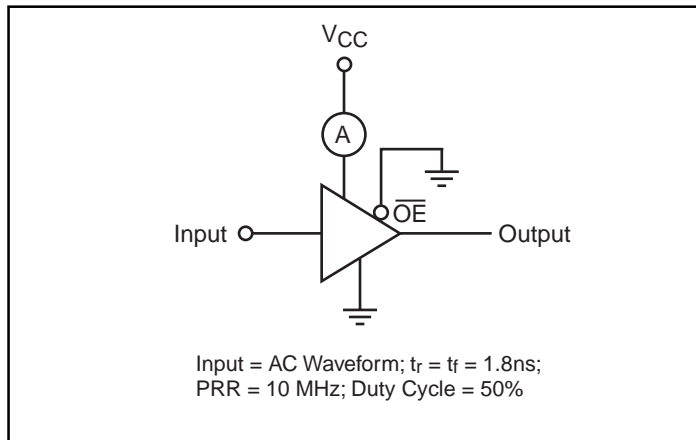 VCC
A
OE
Input
Output
Input = AC Waveform; tr = tf = 1.8ns;
PRR = 10 MHz; Duty Cycle = 50%